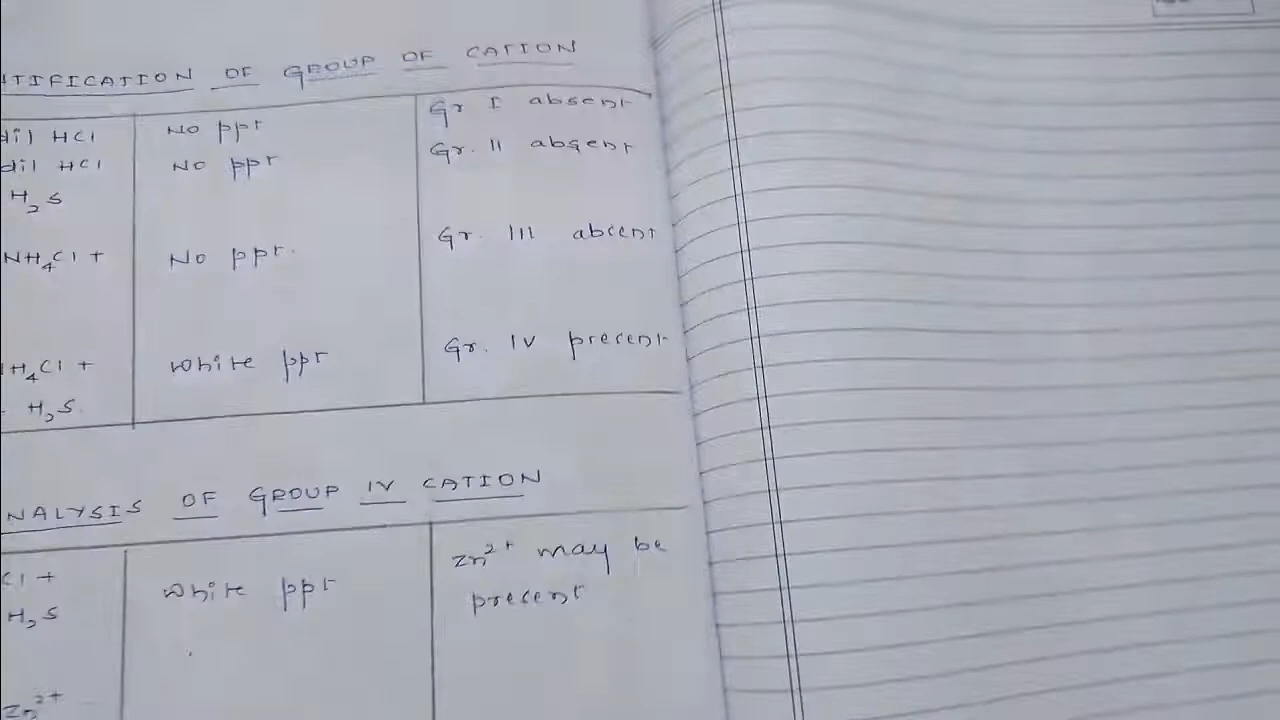 TIFICATION OF GROUP OF CATION
dil HCl No ppt Gr I absent
dil HCl No ppt Gr. II absent
H2S
NH4Cl + No ppt. Gr. III absent
H4Cl + White ppt Gr. IV present
H2S.
NALYSIS OF GROUP IV CATION
Cl + White ppt Zn2+ may be
H2S present
Zn2+